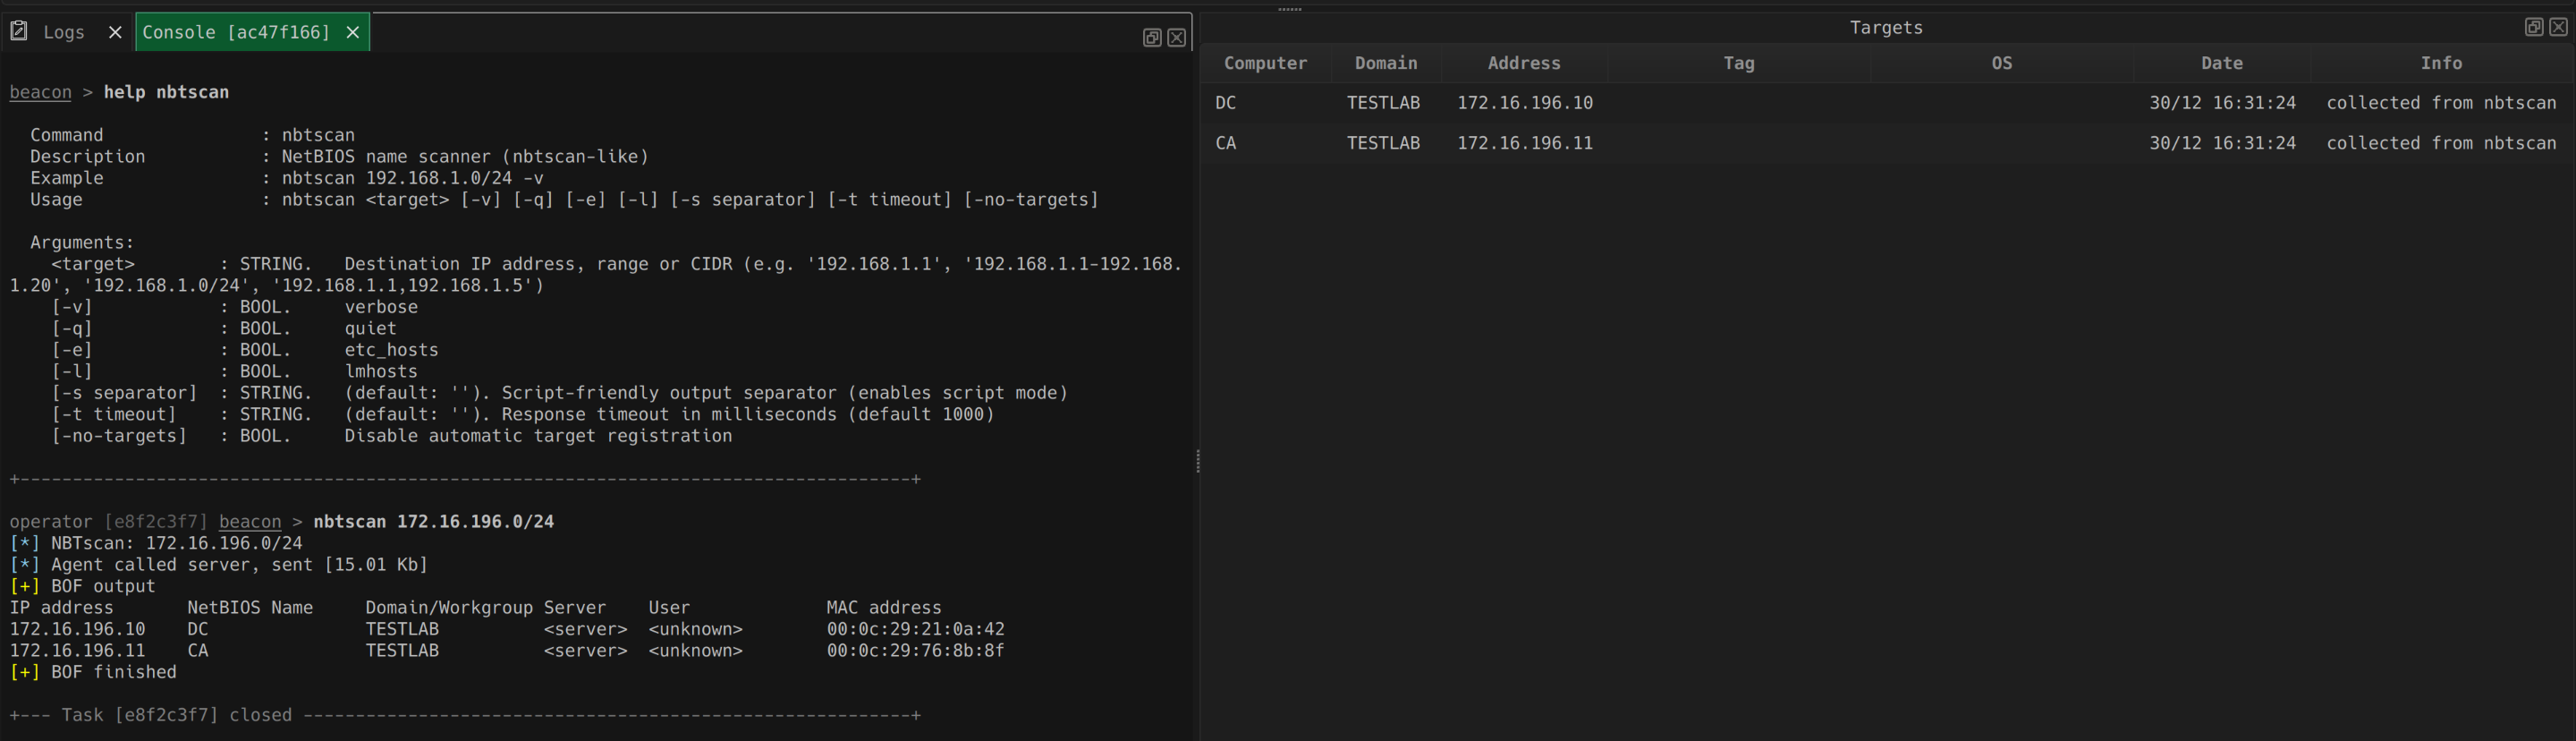 Logs
Console [ac47f166]
beacon > help nbtscan
Command : nbtscan
Description : NetBIOS name scanner (nbtscan-like)
Example : nbtscan 192.168.1.0/24 -v
Usage : nbtscan <target> [-v] [-q] [-e] [-l] [-s separator] [-t timeout] [-no-targets]
Arguments:
<target> : STRING. Destination IP address, range or CIDR (e.g. '192.168.1.1', '192.168.1.1-192.168.
1.20', '192.168.1.0/24', '192.168.1.1,192.168.1.5')
[-v] : BOOL. verbose
[-q] : BOOL. quiet
[-e] : BOOL. etc_hosts
[-l] : BOOL. lmhosts
[-s separator] : STRING. (default: ''). Script-friendly output separator (enables script mode)
[-t timeout] : STRING. (default: ''). Response timeout in milliseconds (default 1000)
[-no-targets] : BOOL. Disable automatic target registration
+-------------------------------------------------------------------------------------+
operator [e8f2c3f7] beacon > nbtscan 172.16.196.0/24
[*] NBTscan: 172.16.196.0/24
[*] Agent called server, sent [15.01 Kb]
[+] BOF output
IP address NetBIOS Name Domain/Workgroup Server User MAC address
172.16.196.10 DC TESTLAB <server> <unknown> 00:0c:29:21:0a:42
172.16.196.11 CA TESTLAB <server> <unknown> 00:0c:29:76:8b:8f
[+] BOF finished
+--- Task [e8f2c3f7] closed ----------------------------------------------------------+
Targets
Computer Domain Address Tag OS Date Info
DC TESTLAB 172.16.196.10 30/12 16:31:24 collected from nbtscan
CA TESTLAB 172.16.196.11 30/12 16:31:24 collected from nbtscan